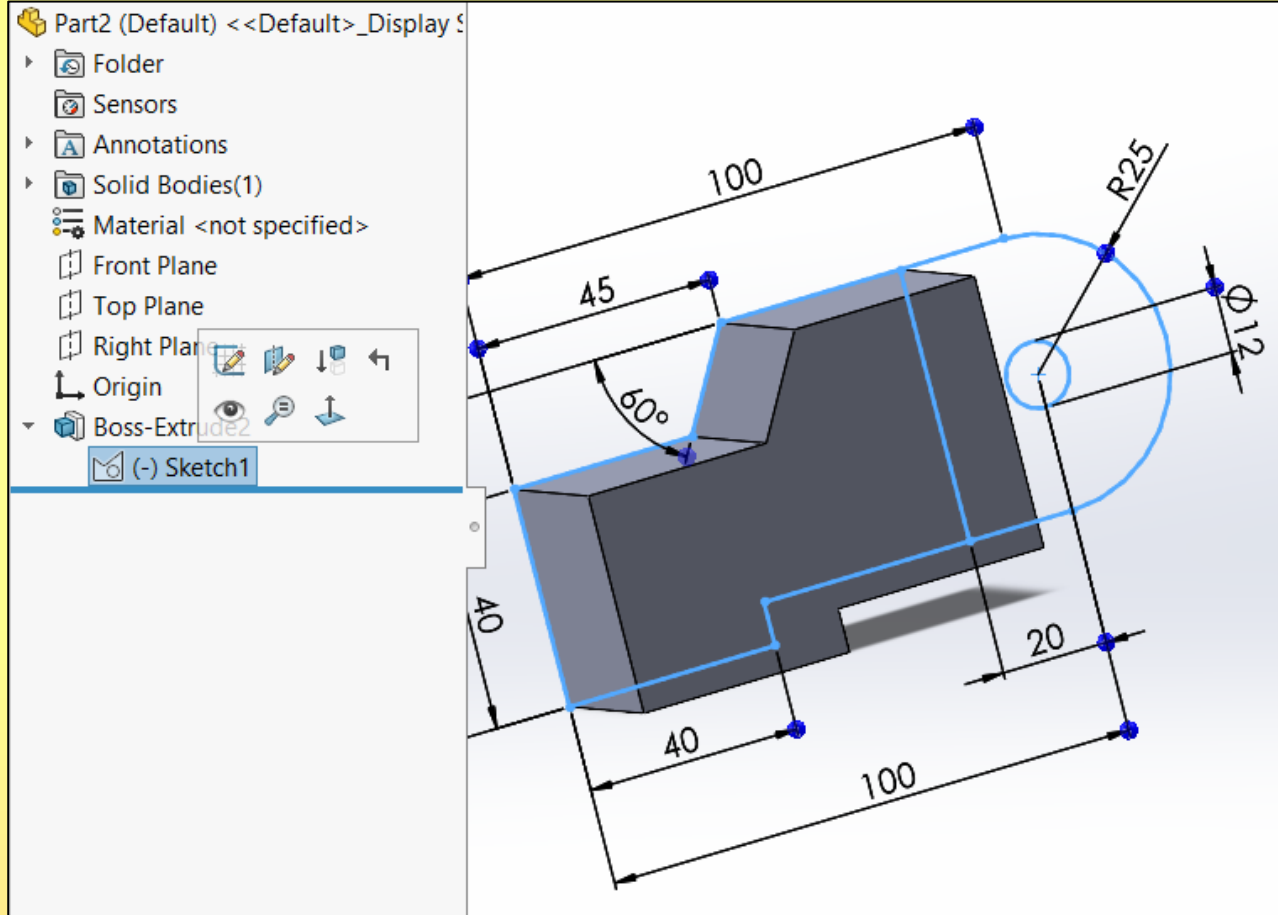 Part2 (Default) <<Default>_Display S
Folder
Sensors
Annotations
Solid Bodies(1)
Material <not specified>
Front Plane
Top Plane
Right Plane
Origin
Boss-Extrude2
(-) Sketch1
100
R25
45
Φ12
60°
40
20
40
100